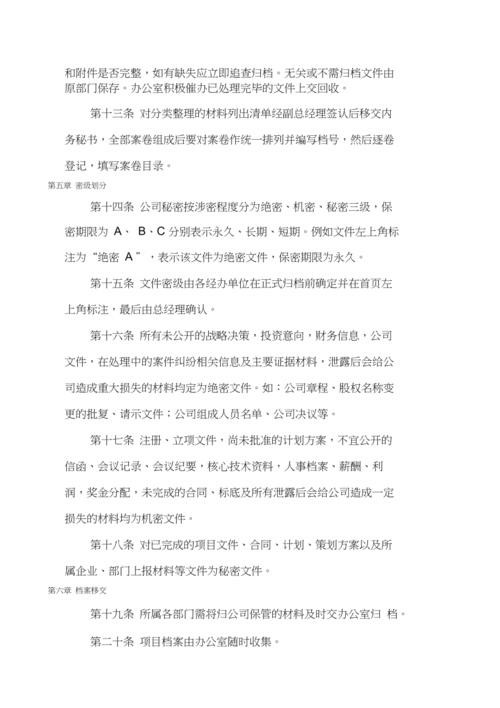 和附件是否完整，如有缺失应立即追查归档。无关或不需归档文件由
原部门保存。办公室积极催办已处理完毕的文件上交回收。
第十三条 对分类整理的材料列出清单经副总经理签认后移交内
务秘书，全部案卷组成后要对案卷作统一排列并编写档号，然后逐卷
登记，填写案卷目录。
第五章 密级划分
第十四条 公司秘密按涉密程度分为绝密、机密、秘密三级，保
密期限为 A、 B、C 分别表示永久、长期、短期。例如文件左上角标
注为“绝密 A ”，表示该文件为绝密文件，保密期限为永久。
第十五条 文件密级由各经办单位在正式归档前确定并在首页左
上角标注，最后由总经理确认。
第十六条 所有未公开的战略决策，投资意向，财务信息，公司
文件，在处理中的案件纠纷相关信息及主要证据材料，泄露后会给公
司造成重大损失的材料均定为绝密文件。如：公司章程、股权名称变
更的批复、请示文件；公司组成人员名单、公司决议等。
第十七条 注册、立项文件，尚未批准的计划方案，不宜公开的
信函、会议记录、会议纪要，核心技术资料，人事档案、薪酬、利
润，奖金分配，未完成的合同、标底及所有泄露后会给公司造成一定
损失的材料均为机密文件。
第十八条 对已完成的项目文件、合同、计划、策划方案以及所
属企业、部门上报材料等文件为秘密文件。
第六章 档案移交
第十九条 所属各部门需将归公司保管的材料及时交办公室归 档。
第二十条 项目档案由办公室随时收集。